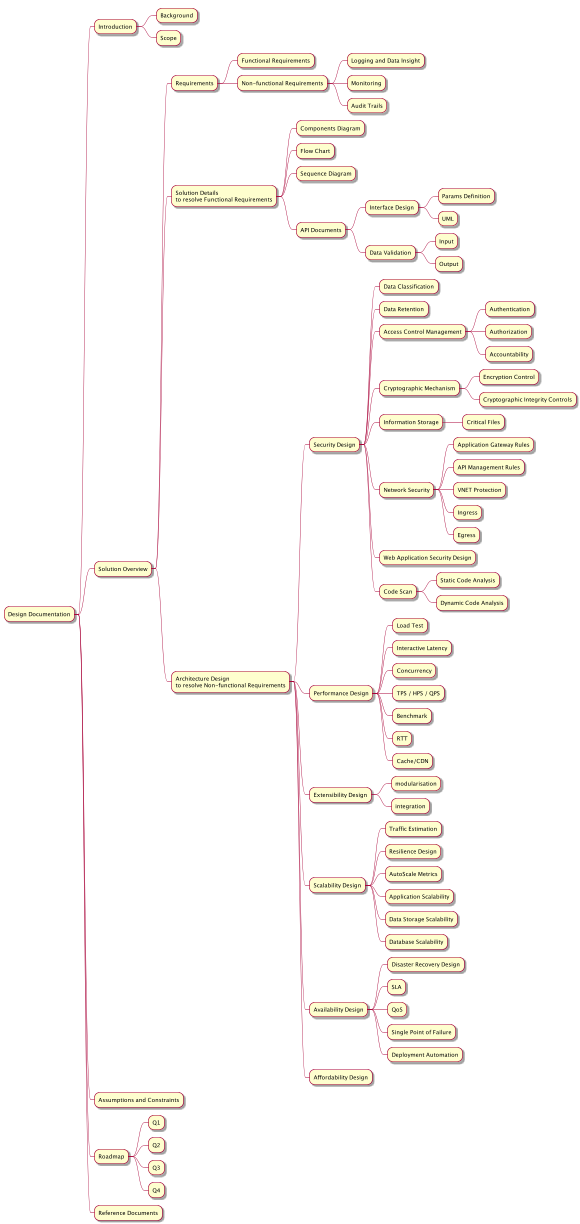 Background
Introduction
Scope
Functional Requirements
Logging and Data Insight
Requirements
Non-functional Requirements
Monitoring
Audit Trails
Components Diagram
Flow Chart
Sequence Diagram
Solution Details
to resolve Functional Requirements
Params Definition
Interface Design
UML
API Documents
Input
Data Validation
Output
Data Classification
Data Retention
Authentication
Access Control Management
Authorization
Accountability
Encryption Control
Cryptographic Mechanism
Cryptographic Integrity Controls
Information Storage
Critical Files
Security Design
Application Gateway Rules
API Management Rules
Network Security
VNET Protection
Ingress
Egress
Web Application Security Design
Solution Overview
Static Code Analysis
Code Scan
Dynamic Code Analysis
Design Documentation
Load Test
Interactive Latency
Concurrency
Architecture Design
to resolve Non-functional Requirements
Performance Design
TPS / HPS / QPS
Benchmark
RTT
Cache/CDN
modularisation
Extensibility Design
integration
Traffic Estimation
Resilience Design
AutoScale Metrics
Scalability Design
Application Scalability
Data Storage Scalability
Database Scalability
Disaster Recovery Design
SLA
Availability Design
QoS
Single Point of Failure
Deployment Automation
Affordability Design
Assumptions and Constraints
Q1
Q2
Roadmap
Q3
Q4
Reference Documents